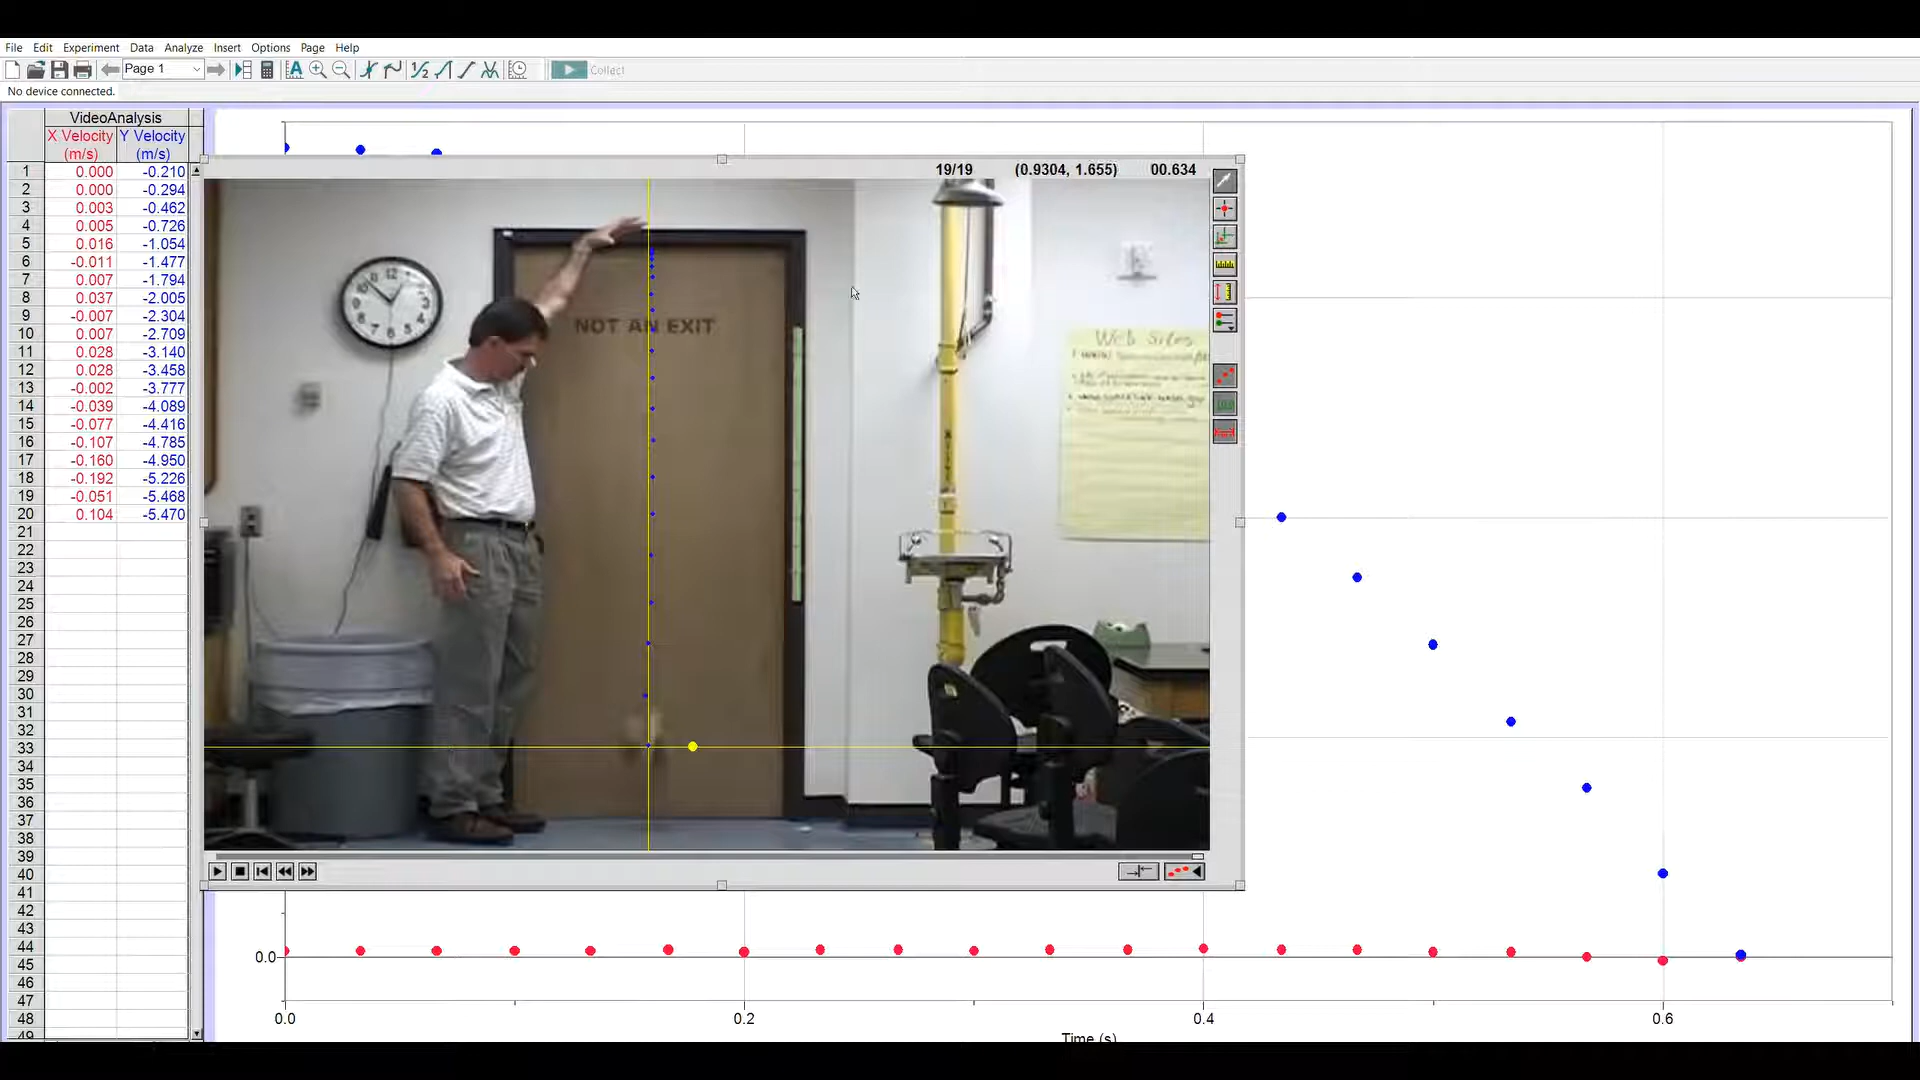 File Edit Experiment Data Analyze Insert Options Page Help
Page 1
Collect
No device connected.
VideoAnalysis
X Velocity Y Velocity
(m/s) (m/s)
1 0.000 -0.210
2 0.000 -0.294
3 0.003 -0.462
4 0.005 -0.726
5 0.016 -1.054
6 -0.011 -1.477
7 0.007 -1.794
8 0.037 -2.005
9 -0.007 -2.304
10 0.007 -2.709
11 0.028 -3.140
12 0.028 -3.458
13 -0.002 -3.777
14 -0.039 -4.089
15 -0.077 -4.416
16 -0.107 -4.785
17 -0.160 -4.950
18 -0.192 -5.226
19 -0.051 -5.468
20 0.104 -5.470
21
22
23
24
25
26
27
28
29
30
31
32
33
34
35
36
37
38
39
40
41
42
43
44
45
46
47
48
49
19/19 (0.9304, 1.655) 00.634
NOT AN EXIT
Web Sites
0.0
0.0 0.2 0.4 0.6
Time (s)